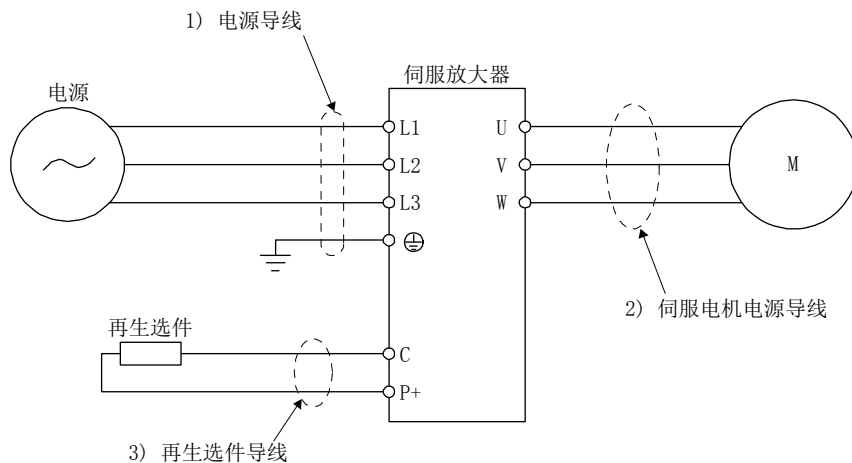 1) 电源导线
伺服放大器
电源
L1
U
L2
V
M
L3
W
2) 伺服电机电源导线
再生选件
C
P+
3) 再生选件导线